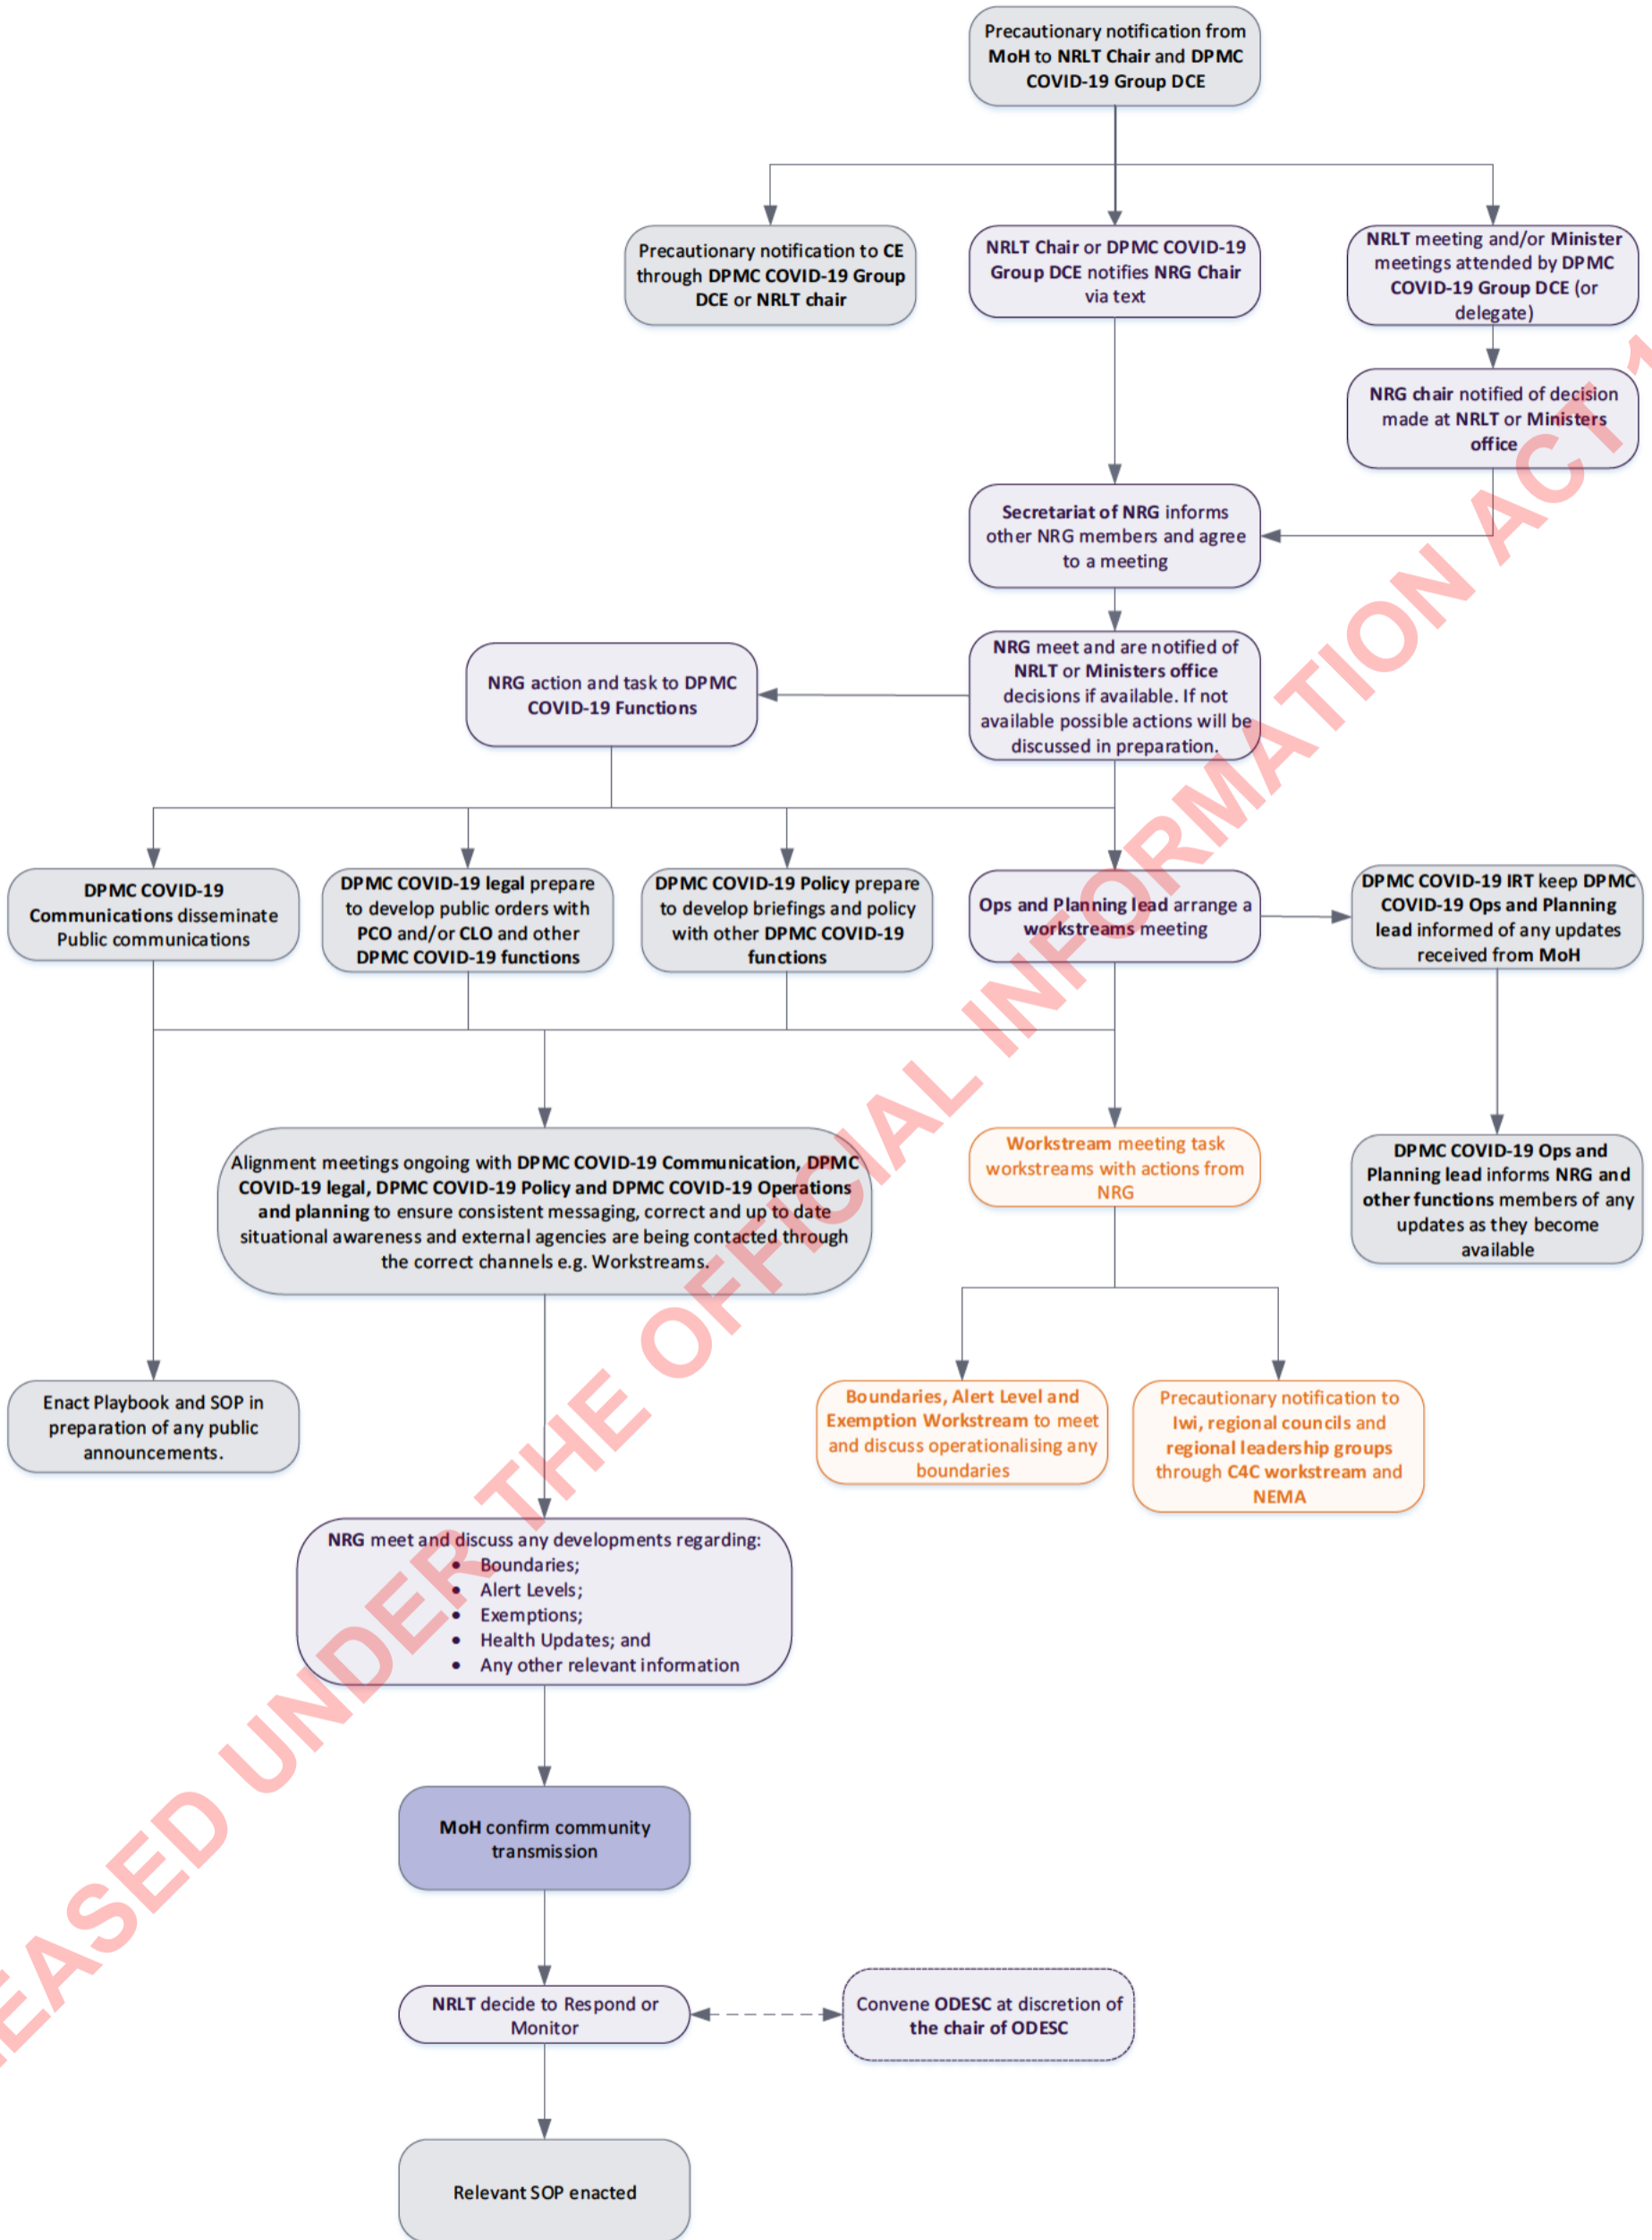 Precautionary notification from
MoH to NRLT Chair and DPMC
COVID-19 Group DCE
Precautionary notification to CE
through DPMC COVID-19 Group
DCE or NRLT chair
NRLT Chair or DPMC COVID-19
Group DCE notifies NRG Chair
via text
NRLT meeting and/or Minister
meetings attended by DPMC
COVID-19 Group DCE (or
delegate)
NRG chair notified of decision
made at NRLT or Ministers
office
Secretariat of NRG informs
other NRG members and agree
to a meeting
NRG meet and are notified of
NRLT or Ministers office
decisions if available. If not
available possible actions will be
discussed in preparation.
NRG action and task to DPMC
COVID-19 Functions
DPMC COVID-19
Communications disseminate
Public communications
DPMC COVID-19 legal prepare
to develop public orders with
PCO and/or CLO and other
DPMC COVID-19 functions
DPMC COVID-19 Policy prepare
to develop briefings and policy
with other DPMC COVID-19
functions
Ops and Planning lead arrange a
workstreams meeting
DPMC COVID-19 IRT keep DPMC
COVID-19 Ops and Planning
lead informed of any updates
received from MoH
Alignment meetings ongoing with DPMC COVID-19 Communication, DPMC
COVID-19 legal, DPMC COVID-19 Policy and DPMC COVID-19 Operations
and planning to ensure consistent messaging, correct and up to date
situational awareness and external agencies are being contacted through
the correct channels e.g. Workstreams.
Workstream meeting task
workstreams with actions from
NRG
DPMC COVID-19 Ops and
Planning lead informs NRG and
other functions members of any
updates as they become
available
Enact Playbook and SOP in
preparation of any public
announcements.
Boundaries, Alert Level and
Exemption Workstream to meet
and discuss operationalising any
boundaries
Precautionary notification to
Iwi, regional councils and
regional leadership groups
through C4C workstream and
NEMA
NRG meet and discuss any developments regarding:
• Boundaries;
• Alert Levels;
• Exemptions;
• Health Updates; and
• Any other relevant information
MoH confirm community
transmission
NRLT decide to Respond or
Monitor
Convene ODESC at discretion of
the chair of ODESC
Relevant SOP enacted
EASED UNDER THE OFFICIAL INFORMATION ACT 1